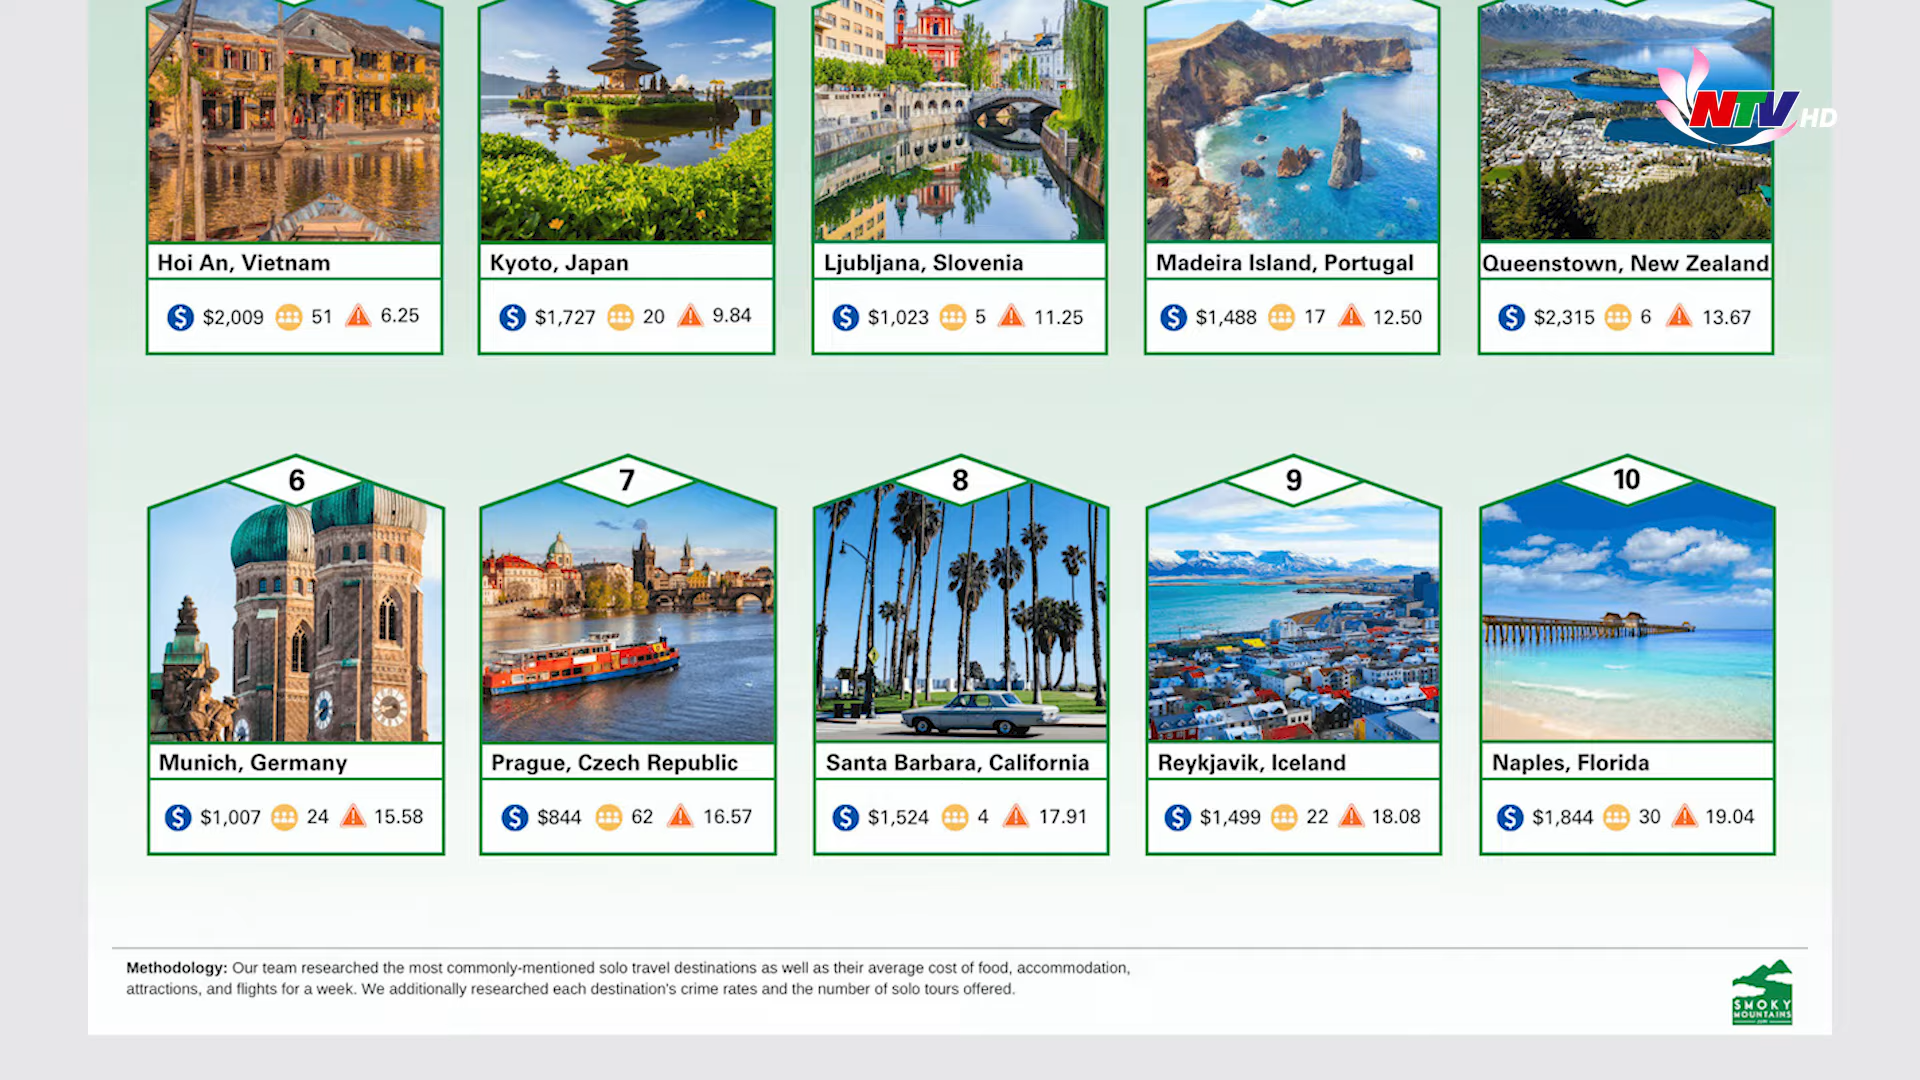 NTV HD
Hoi An, Vietnam
$ $2,009 51 6.25
Kyoto, Japan
$ $1,727 20 9.84
Ljubljana, Slovenia
$ $1,023 5 11.25
Madeira Island, Portugal
$ $1,488 17 12.50
Queenstown, New Zealand
$ $2,315 6 13.67
6
Munich, Germany
$ $1,007 24 15.58
7
Prague, Czech Republic
$ $844 62 16.57
8
Santa Barbara, California
$ $1,524 4 17.91
9
Reykjavik, Iceland
$ $1,499 22 18.08
10
Naples, Florida
$ $1,844 30 19.04
Methodology: Our team researched the most commonly-mentioned solo travel destinations as well as their average cost of food, accommodation,
attractions, and flights for a week. We additionally researched each destination's crime rates and the number of solo tours offered.
SMOKY
MOUNTAINS